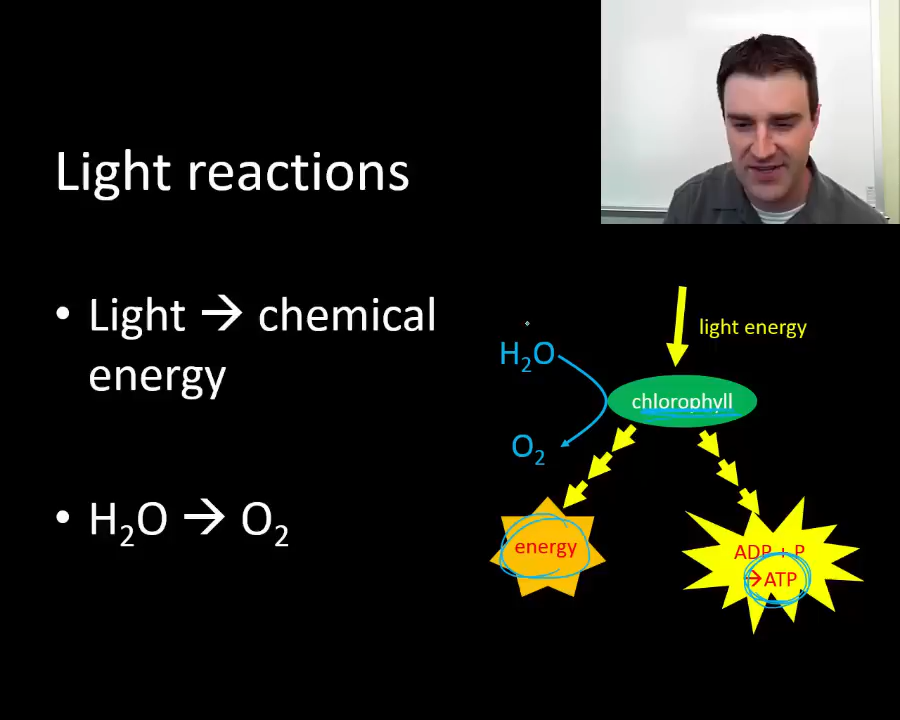 Light reactions
• Light → chemical
energy
• H₂O → O₂
light energy
H₂O
chlorophyll
O₂
energy
ADP + P
→ATP